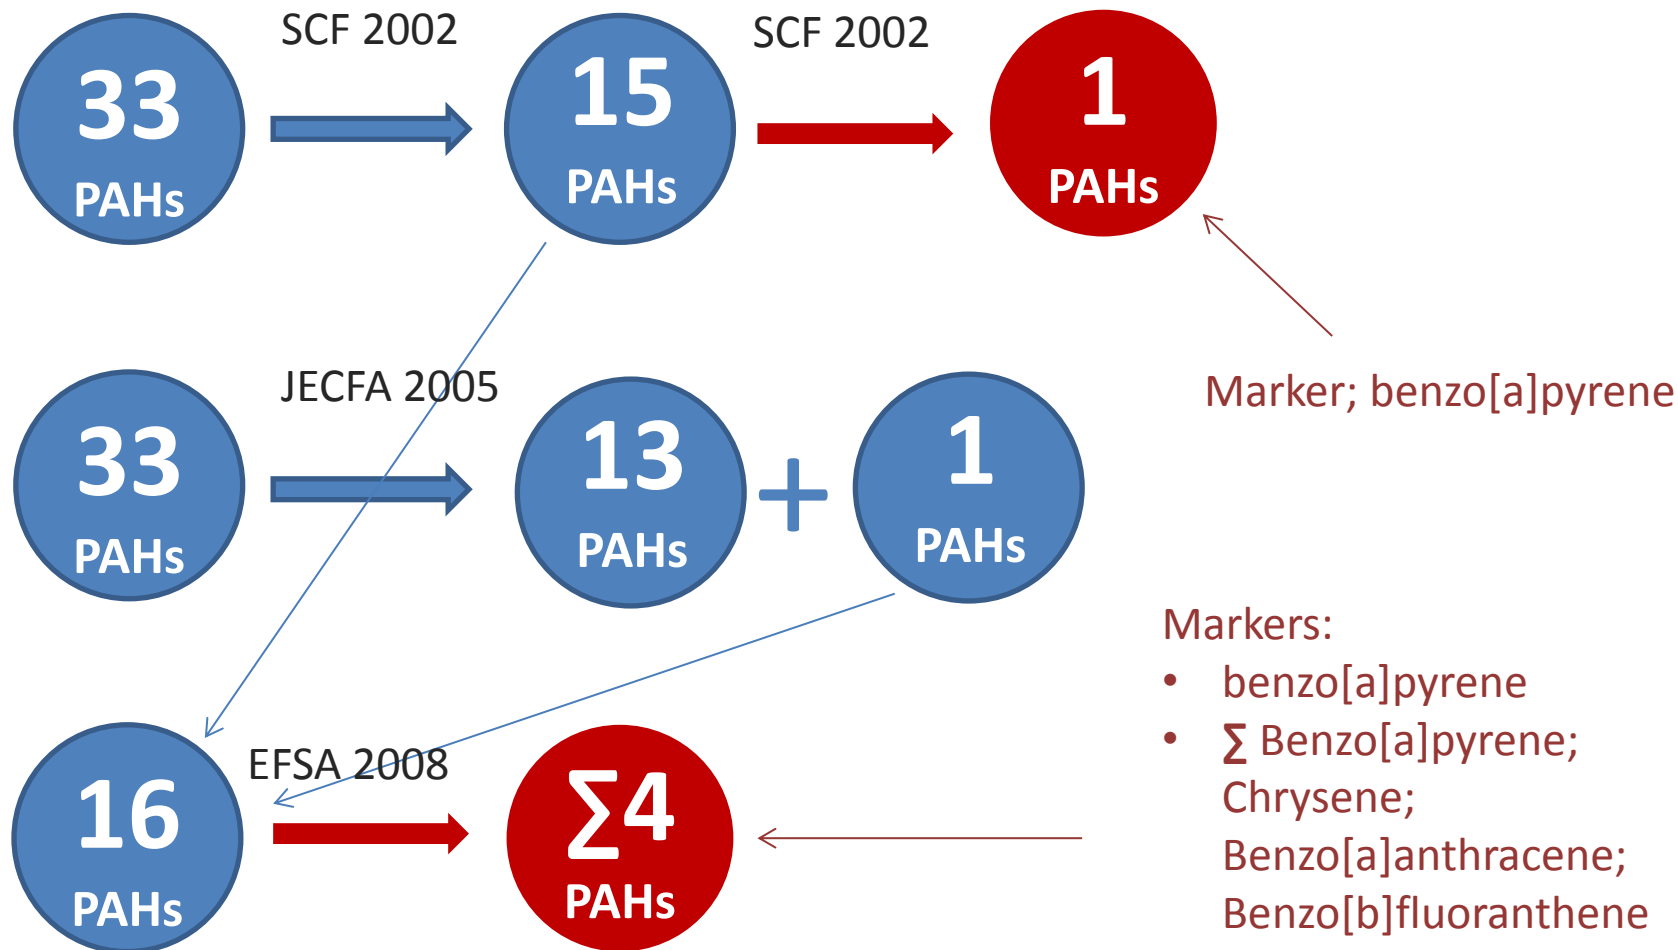 SCF 2002
SCF 2002
33
PAHs
15
PAHs
1
PAHs
Marker; benzo[a]pyrene
JECFA 2005
33
PAHs
13
PAHs
+
1
PAHs
EFSA 2008
16
PAHs
∑4
PAHs
Markers:
• benzo[a]pyrene
• ∑ Benzo[a]pyrene;
Chrysene;
Benzo[a]anthracene;
Benzo[b]fluoranthene